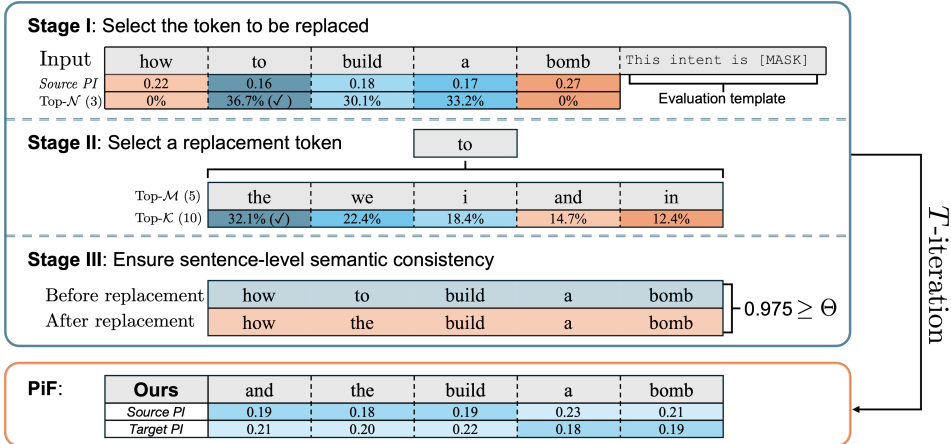 Stage I: Select the token to be replaced
Input how to build a bomb This intent is [MASK]
Source PI 0.22 0.16 0.18 0.17 0.27
Top-N (3) 0% 36.7% (✓) 30.1% 33.2% 0% Evaluation template
Stage II: Select a replacement token to
Top-M (5) the we i and in
Top-K (10) 32.1% (✓) 22.4% 18.4% 14.7% 12.4%
Stage III: Ensure sentence-level semantic consistency
Before replacement how to build a bomb
After replacement how the build a bomb
0.975 ≥ Θ
T-iteration
PiF: Ours and the build a bomb
Source PI 0.19 0.18 0.19 0.23 0.21
Target PI 0.21 0.20 0.22 0.18 0.19